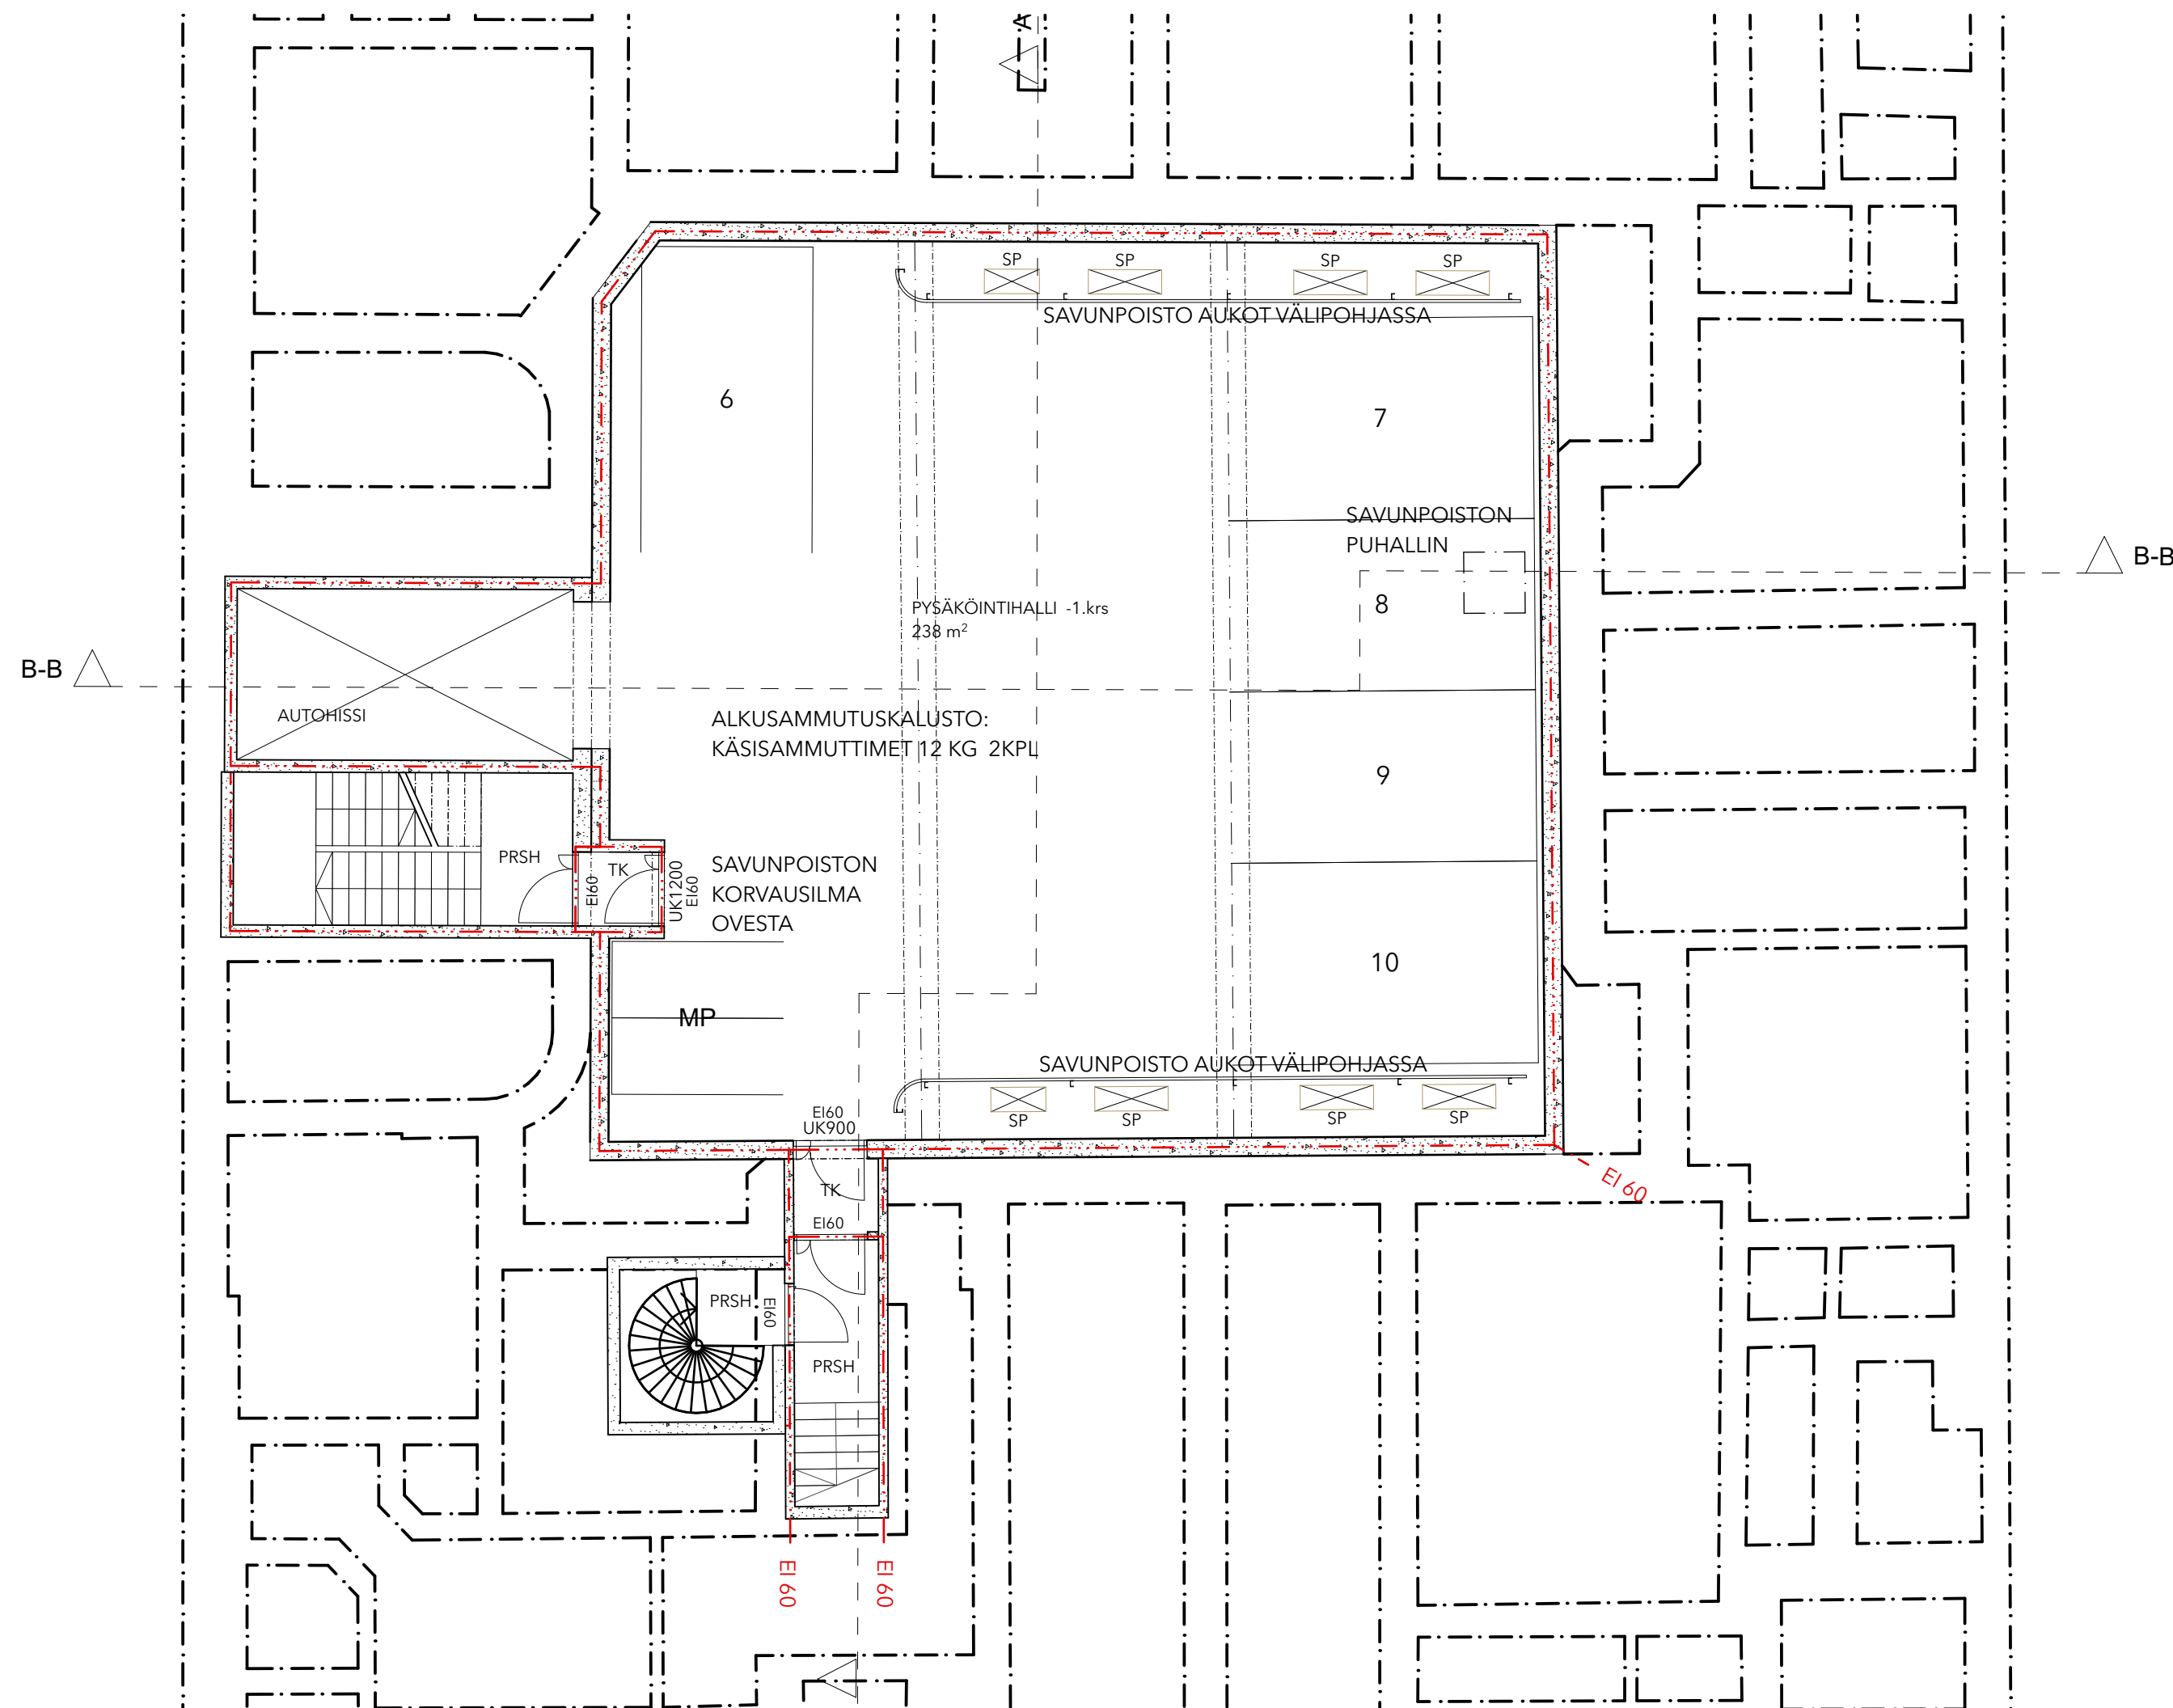 A
SP
SP
SP
SP
SAVUNPOISTO AUKOT VÄLIPOHJASSA
6
7
SAVUNPOISTON
PUHALLIN
B-B
8
PYSÄKÖINTIHALLI -1.krs
238 m²
B-B
AUTOHISSI
ALKUSAMMUTUSKALUSTO:
KÄSISAMMUTTIMET 12 KG 2KPL
9
PRSH
EI60
TK
UK1200
EI60
SAVUNPOISTON
KORVAUSILMA
OVESTA
10
MP
SAVUNPOISTO AUKOT VÄLIPOHJASSA
SP
SP
SP
SP
EI60
UK900
TK
EI 60
EI60
PRSH
EI60
PRSH
EI 60
EI 60